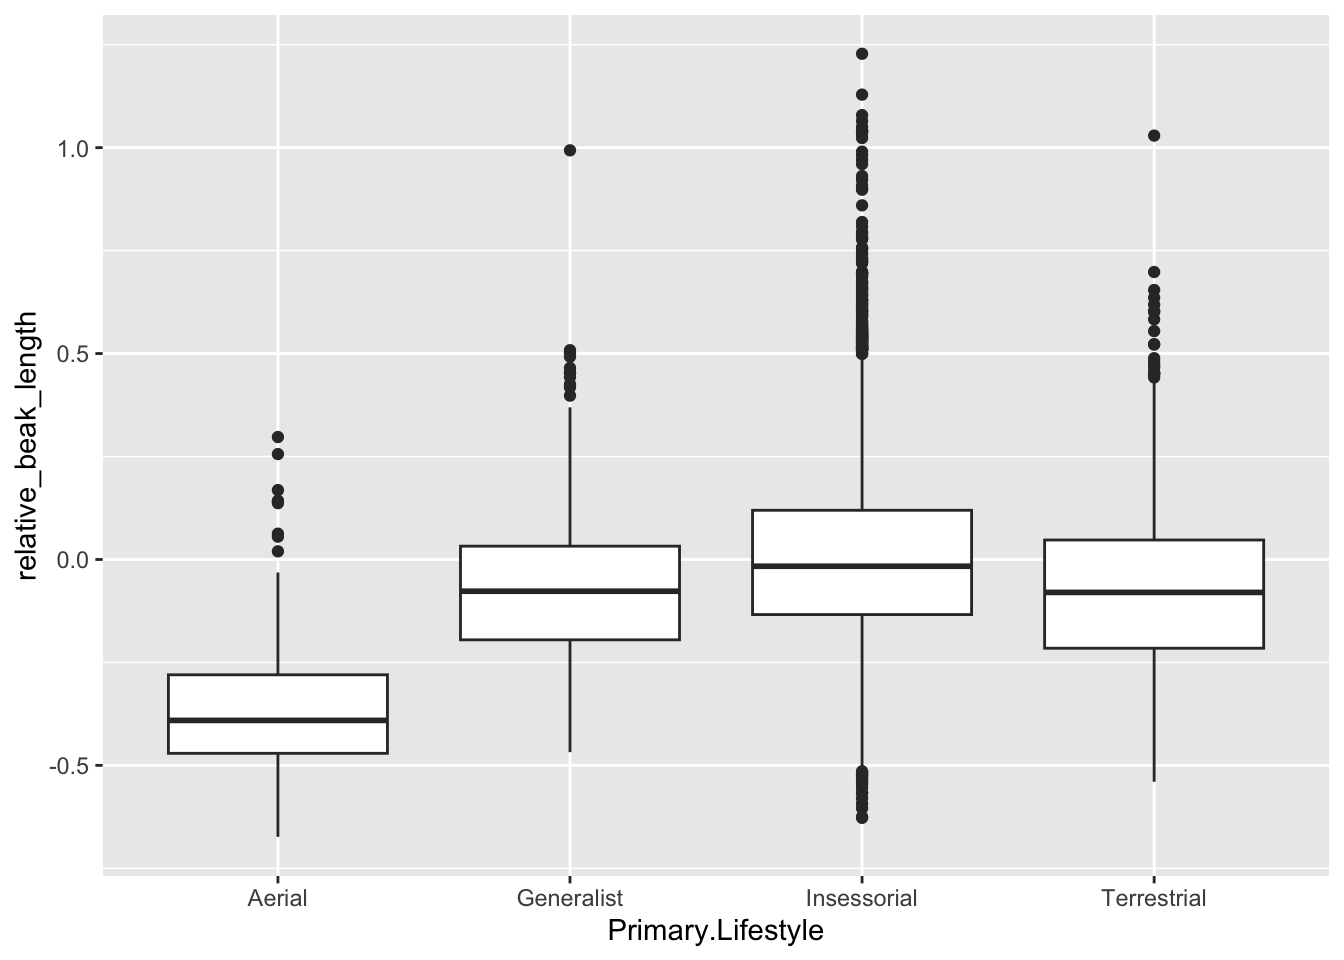 relative_beak_length
1.0
0.5
0.0
-0.5
Aerial Generalist Insessorial Terrestrial
Primary.Lifestyle